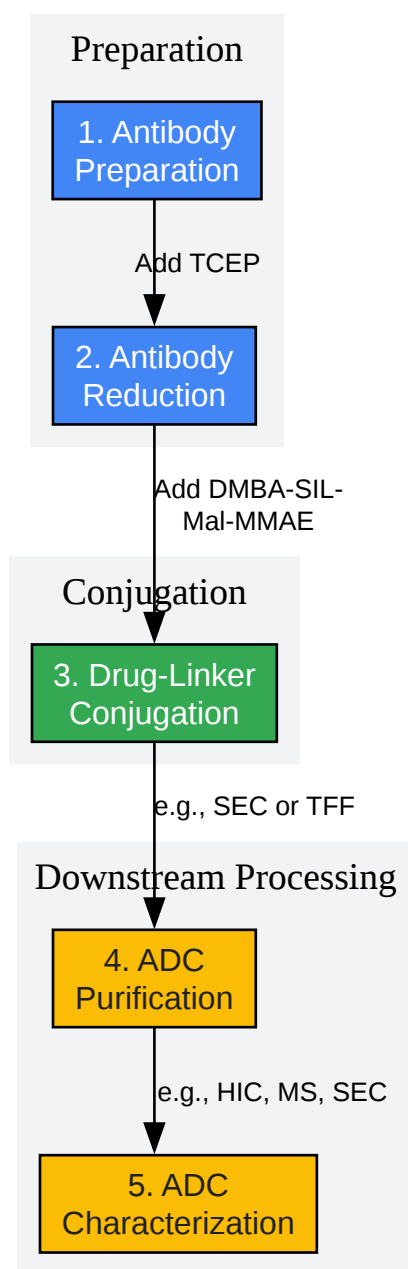 Preparation
1. Antibody
Preparation
Add TCEP
2. Antibody
Reduction
Add DMBA-SIL-
Mal-MMAE
Conjugation
3. Drug-Linker
Conjugation
e.g., SEC or TFF
Downstream Processing
4. ADC
Purification
e.g., HIC, MS, SEC
5. ADC
Characterization